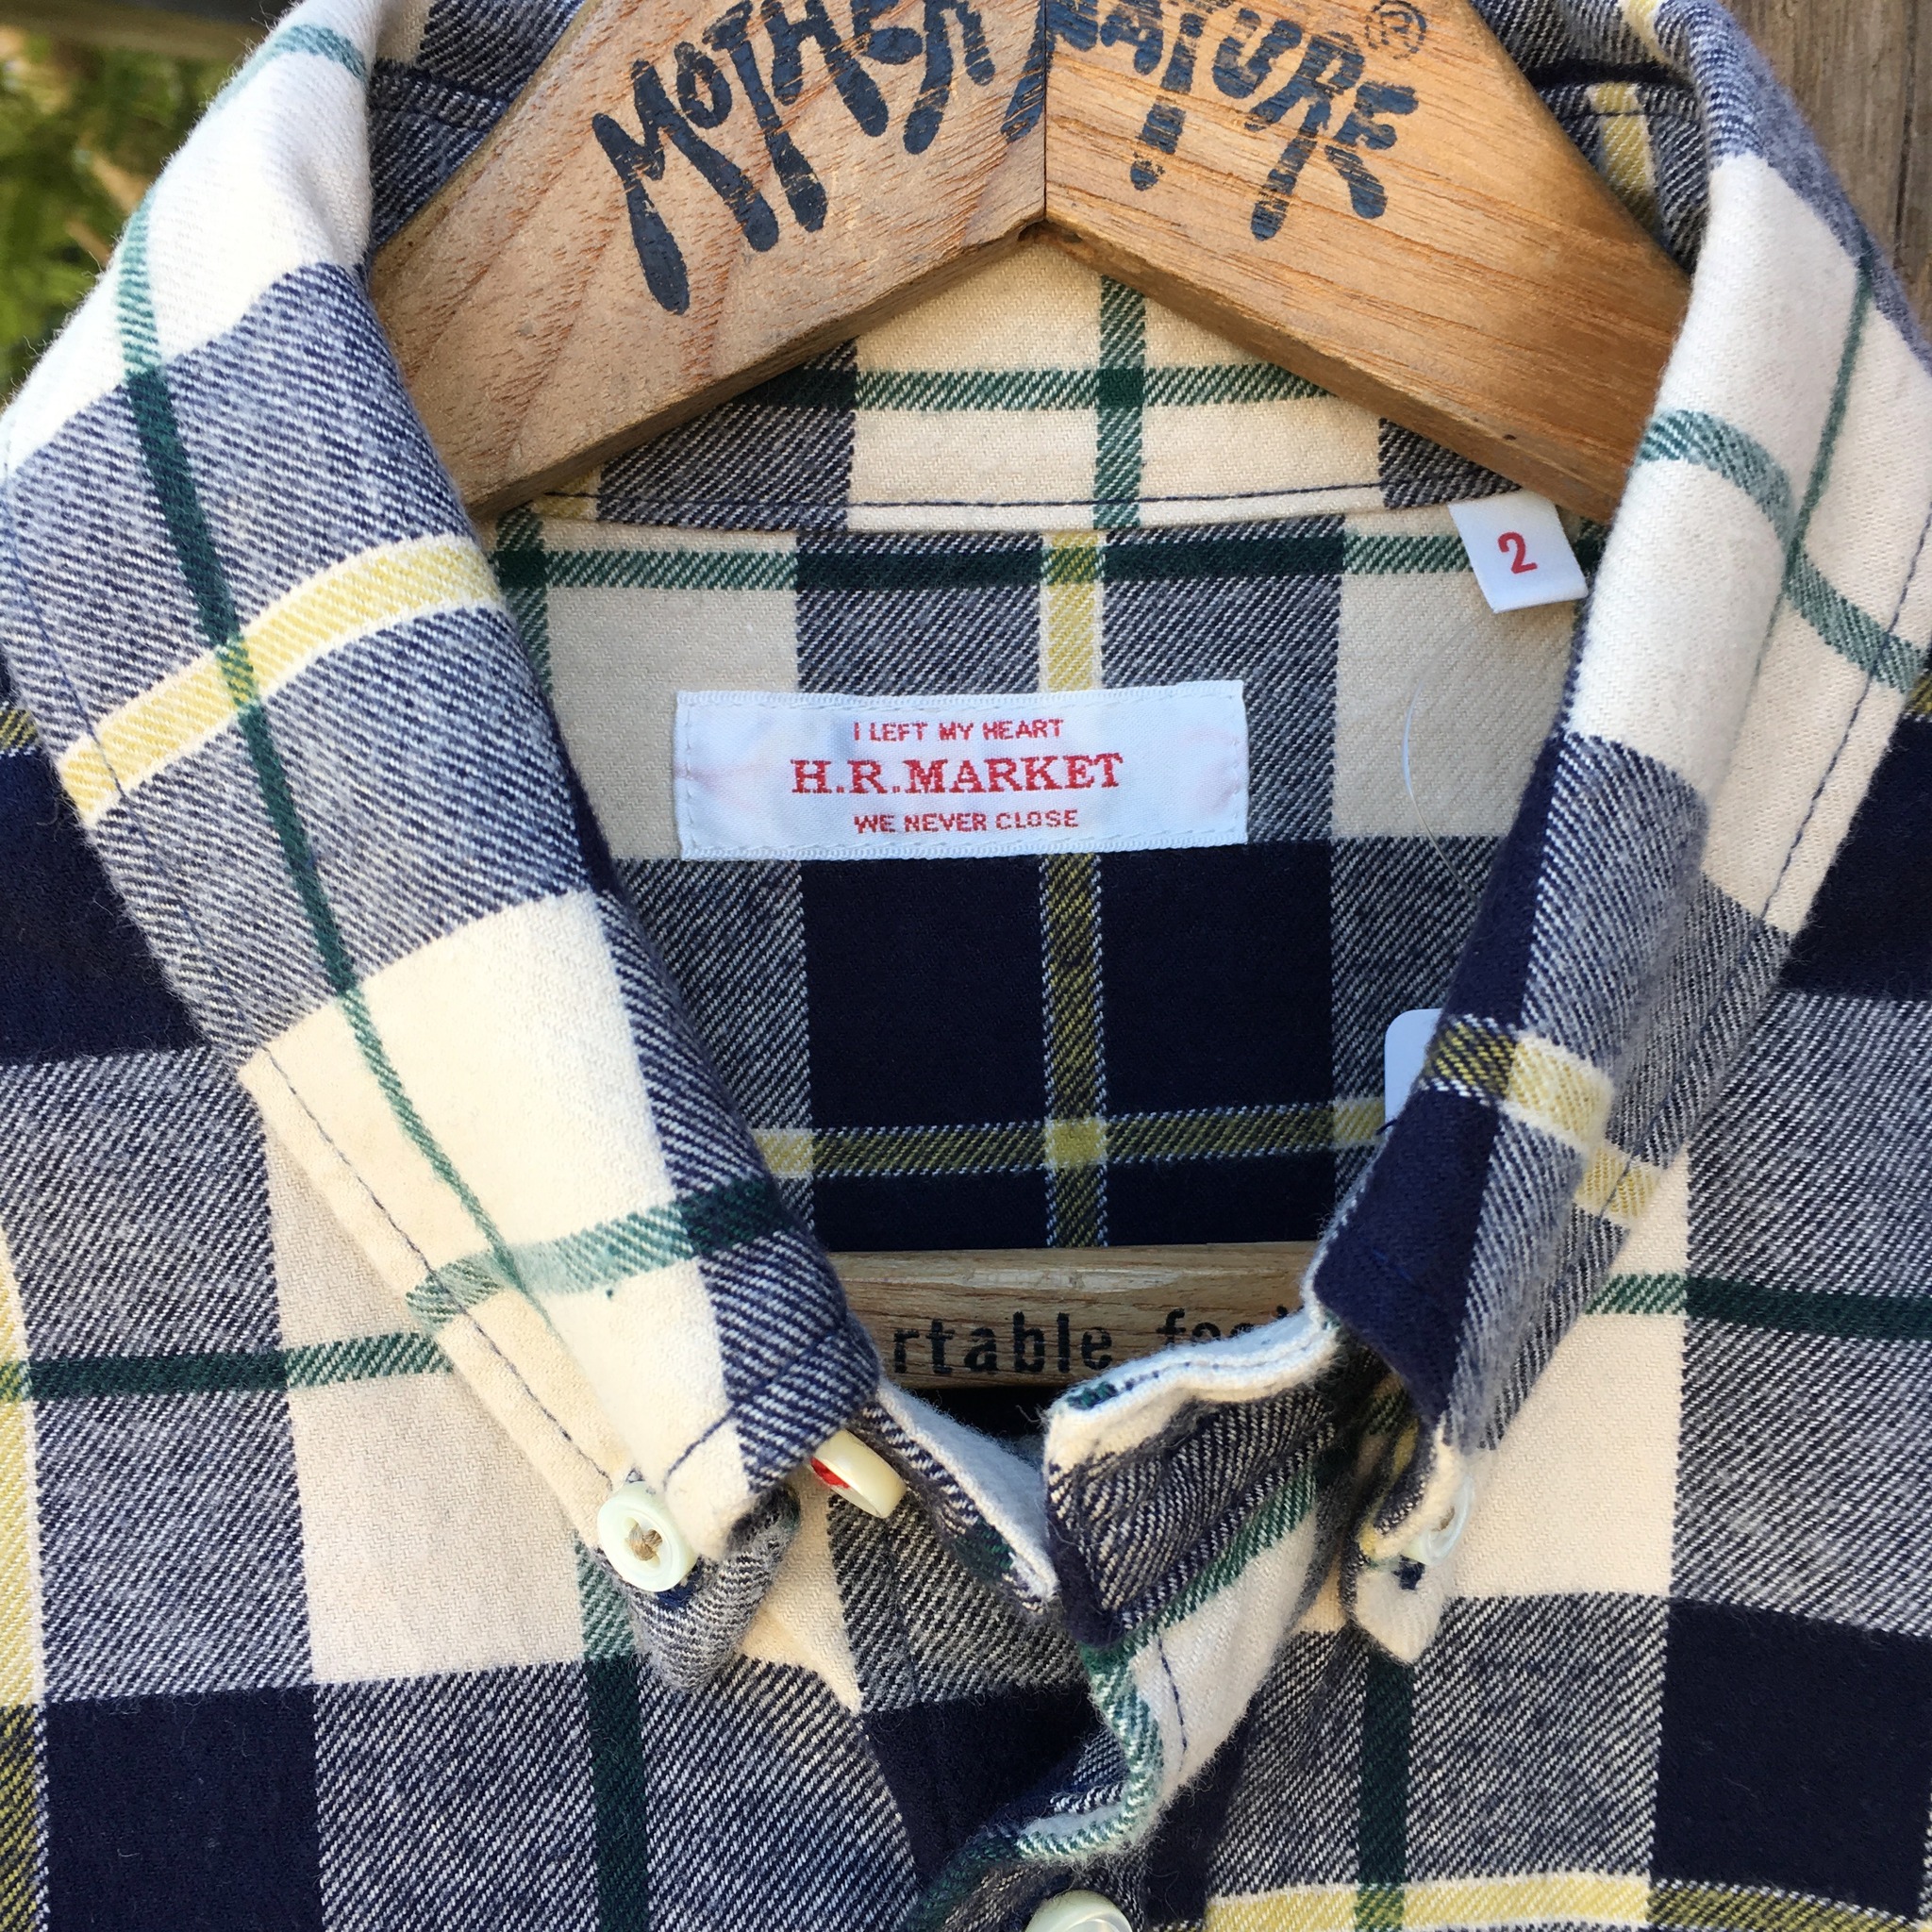 MOTHER NATURE ®
2
I LEFT MY HEART
H.R.MARKET
WE NEVER CLOSE
rtable